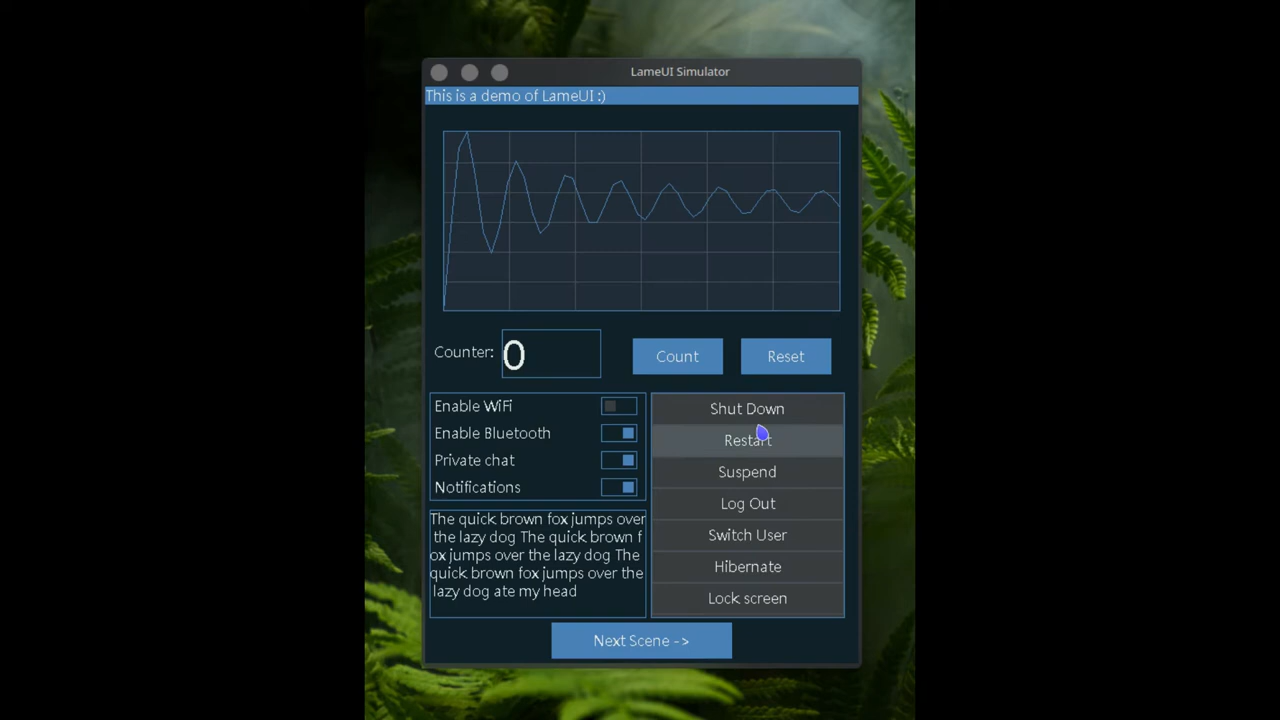 LameUI Simulator
This is a demo of LameUI :)
Counter:
0
Count
Reset
Enable WiFi
Enable Bluetooth
Private chat
Notifications
The quick brown fox jumps over
the lazy dog The quick brown f
ox jumps over the lazy dog The
quick brown fox jumps over the
lazy dog ate my head
Shut Down
Restart
Suspend
Log Out
Switch User
Hibernate
Lock screen
Next Scene ->